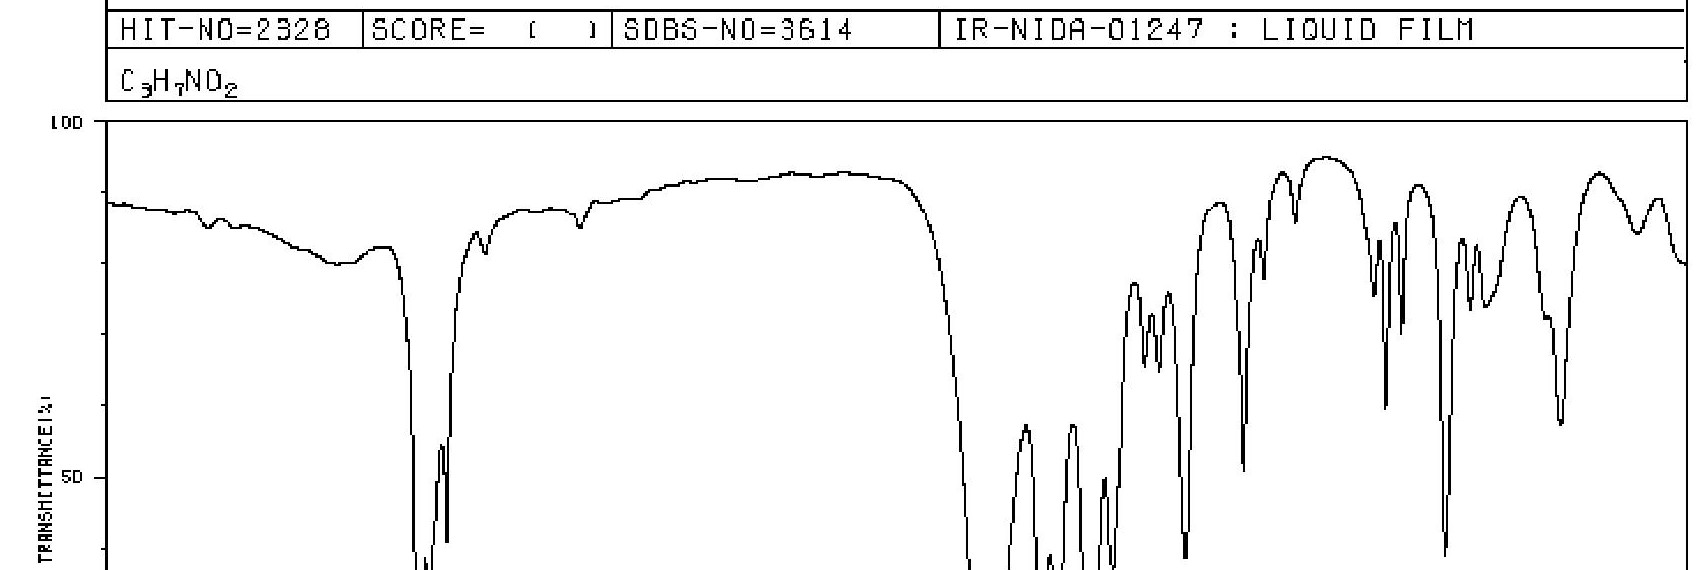 HIT-NO=2328 SCORE= ( ) SDBS-NO=3614 IR-NIDA-01247 : LIQUID FILM
C₃H₇NO₂
100
TRANSMITTANCE(%)
50